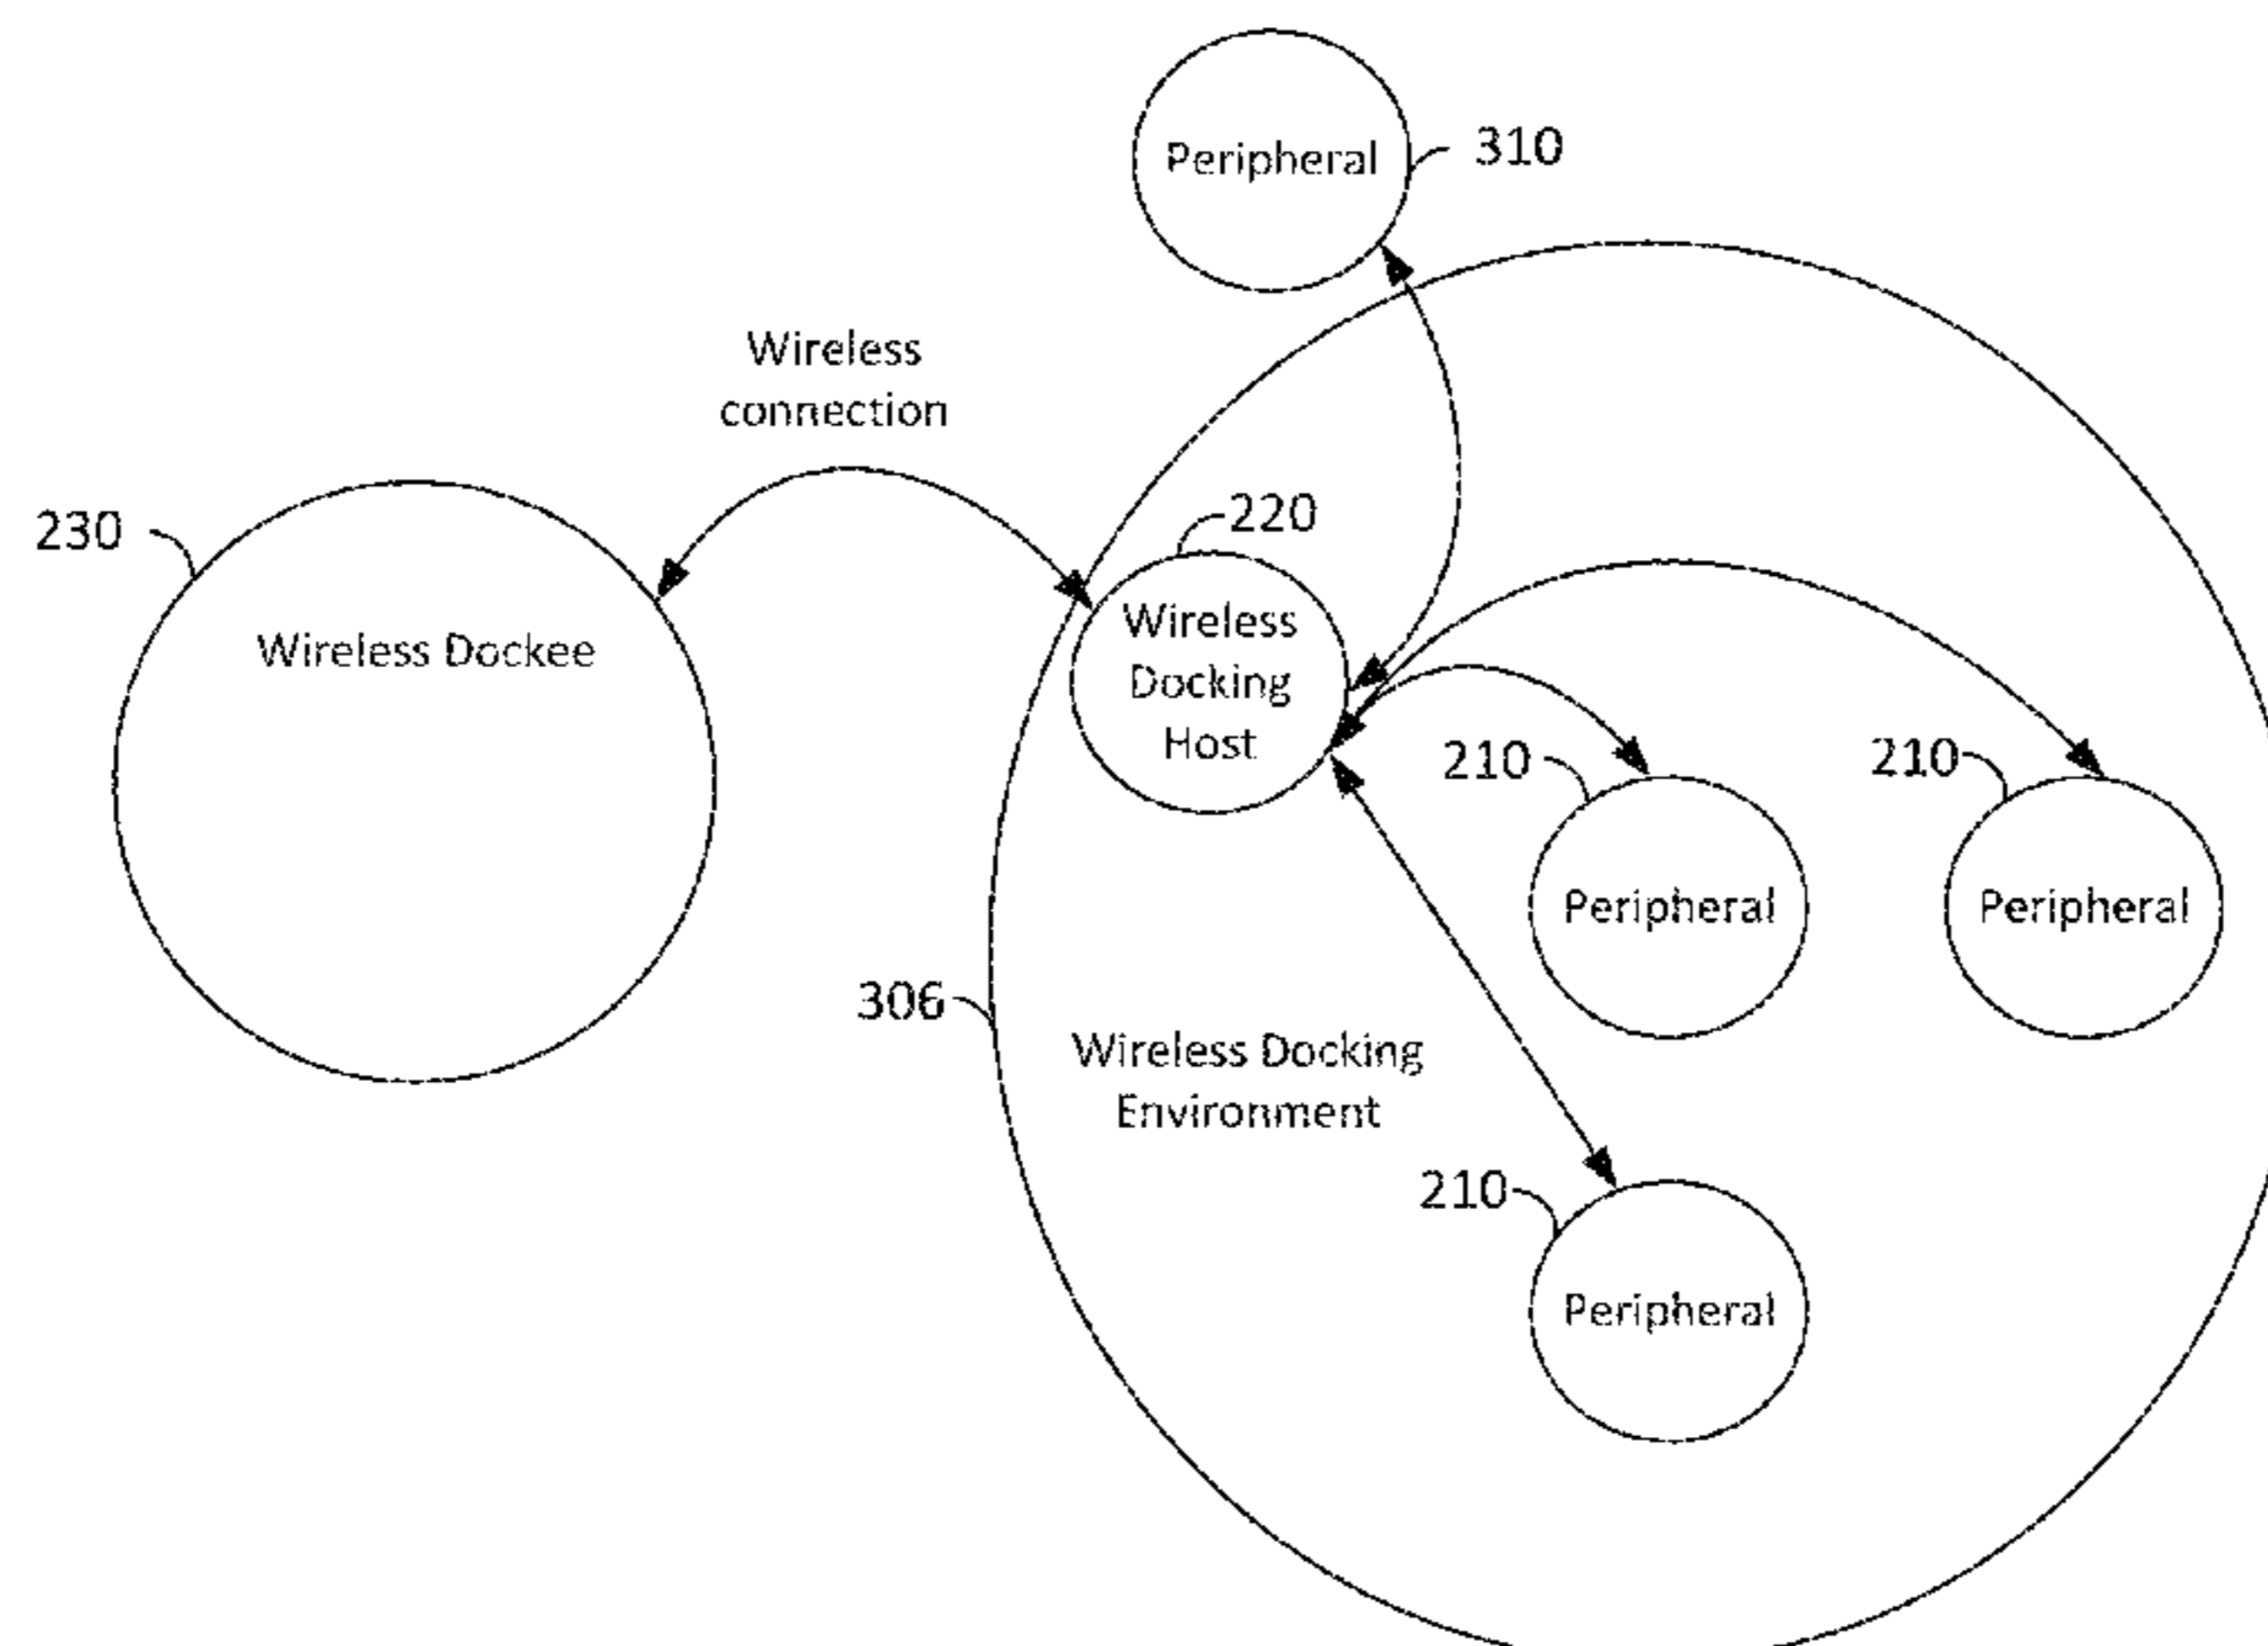 Peripheral
310
Wireless
connection
230
Wireless Dockee
220
Wireless
Docking
Host
210
210
Peripheral
Peripheral
306
Wireless Docking
Environment
210
Peripheral